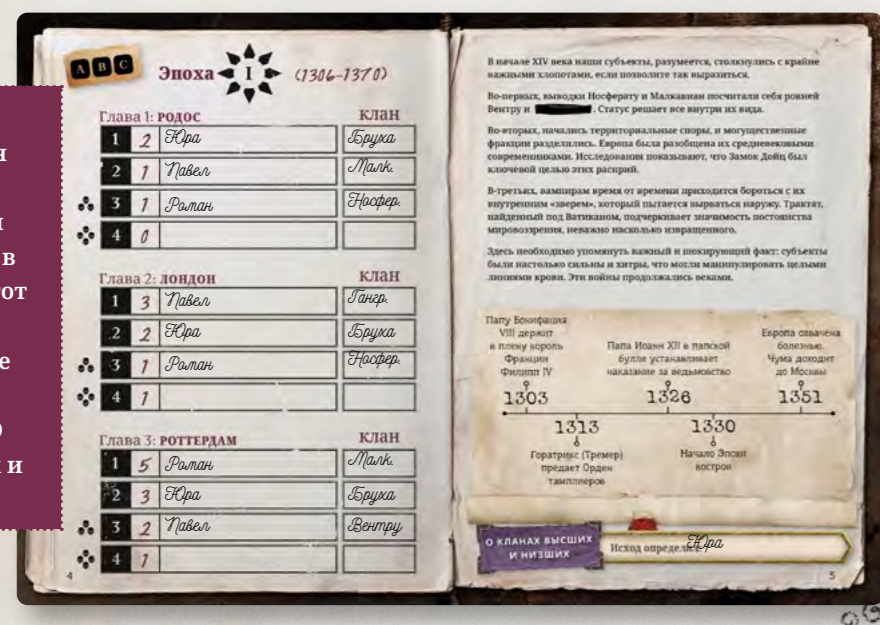 я
и
в
тот
е
о
и
A B C
Эпоха I (1306-1370)
Глава 1: РОДОС клан
1 2 Юра Бруха
2 1 Павел Малк.
3 1 Роман Носфер.
4 0
Глава 2: ЛОНДОН клан
1 3 Павел Гангр.
2 2 Юра Бруха
3 1 Роман Носфер.
4 1
Глава 3: РОТТЕРДАМ клан
1 5 Роман Малк.
2 3 Юра Бруха
3 2 Павел Вентру
4 1
4
В начале XIV века наши субъекты, разумеется, столкнулись с крайне
важными хлопотами, если позволите так выразиться.
Во-первых, выводки Носферату и Малкавиан посчитали себя ровней
Вентру и . Статус решает все внутри их вида.
Во-вторых, начались территориальные споры, и могущественные
фракции разделились. Европа была разобщена их средневековыми
современниками. Исследования показывают, что Замок Дойц был
ключевой целью этих распрей.
В-третьих, вампирам время от времени приходится бороться с их
внутренним «зверем», который пытается вырваться наружу. Трактат,
найденный под Ватиканом, подчеркивает значимость постоянства
мировоззрения, неважно насколько извращенного.
Здесь необходимо упомянуть важный и шокирующий факт: субъекты
были настолько сильны и хитры, что могли манипулировать целыми
линиями крови. Эти войны продолжались веками.
Папу Бонифация
VIII держит
в плену король
Франции
Филипп IV
1303
1313
Горатрикс (Тремер)
предает Орден
тамплиеров
Папа Иоанн XII в папской
булле устанавливает
наказание за ведьмовство
1326
1330
Начало Эпохи
костров
Европа охвачена
болезнью.
Чума доходит
до Москвы
1351
О КЛАНАХ ВЫСШИХ
И НИЗШИХ
Исход определил Юра
5